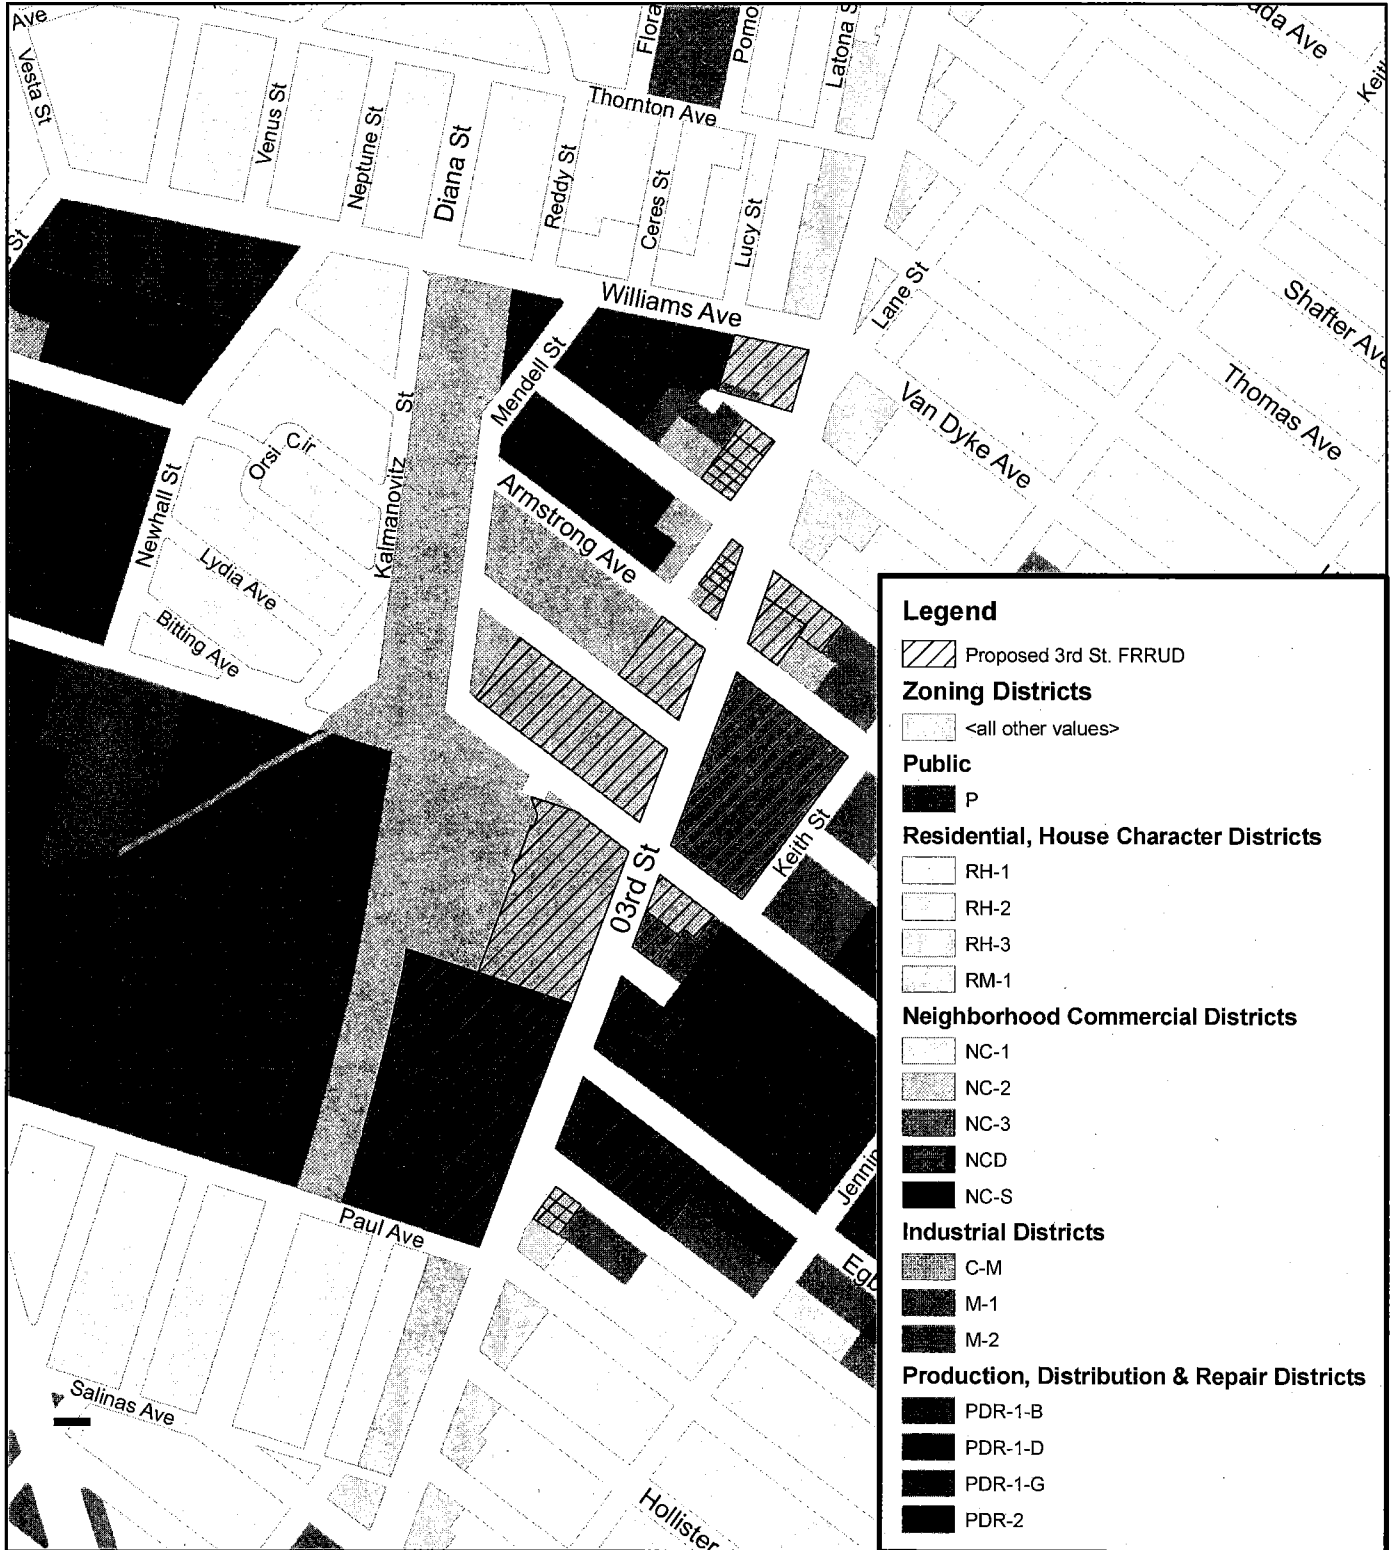 Ave
Vesta St
Venus St
Neptune St
Diana St
Reddy St
Flora
Thornton Ave
Ceres St
Pomo
Lucy St
Latona S
ada Ave
Keith
St
Williams Ave
Lane St
Shafter Ave
Thomas Ave
Van Dyke Ave
Mendell St
Kalmanovitz St
Orsi Cir
Newhall St
Armstrong Ave
Lydia Ave
Bitting Ave
Keith St
03rd St
Jennin
Paul Ave
Egb
Salinas Ave
Hollister
Legend
Proposed 3rd St. FRRUD
Zoning Districts
<all other values>
Public
P
Residential, House Character Districts
RH-1
RH-2
RH-3
RM-1
Neighborhood Commercial Districts
NC-1
NC-2
NC-3
NCD
NC-S
Industrial Districts
C-M
M-1
M-2
Production, Distribution & Repair Districts
PDR-1-B
PDR-1-D
PDR-1-G
PDR-2